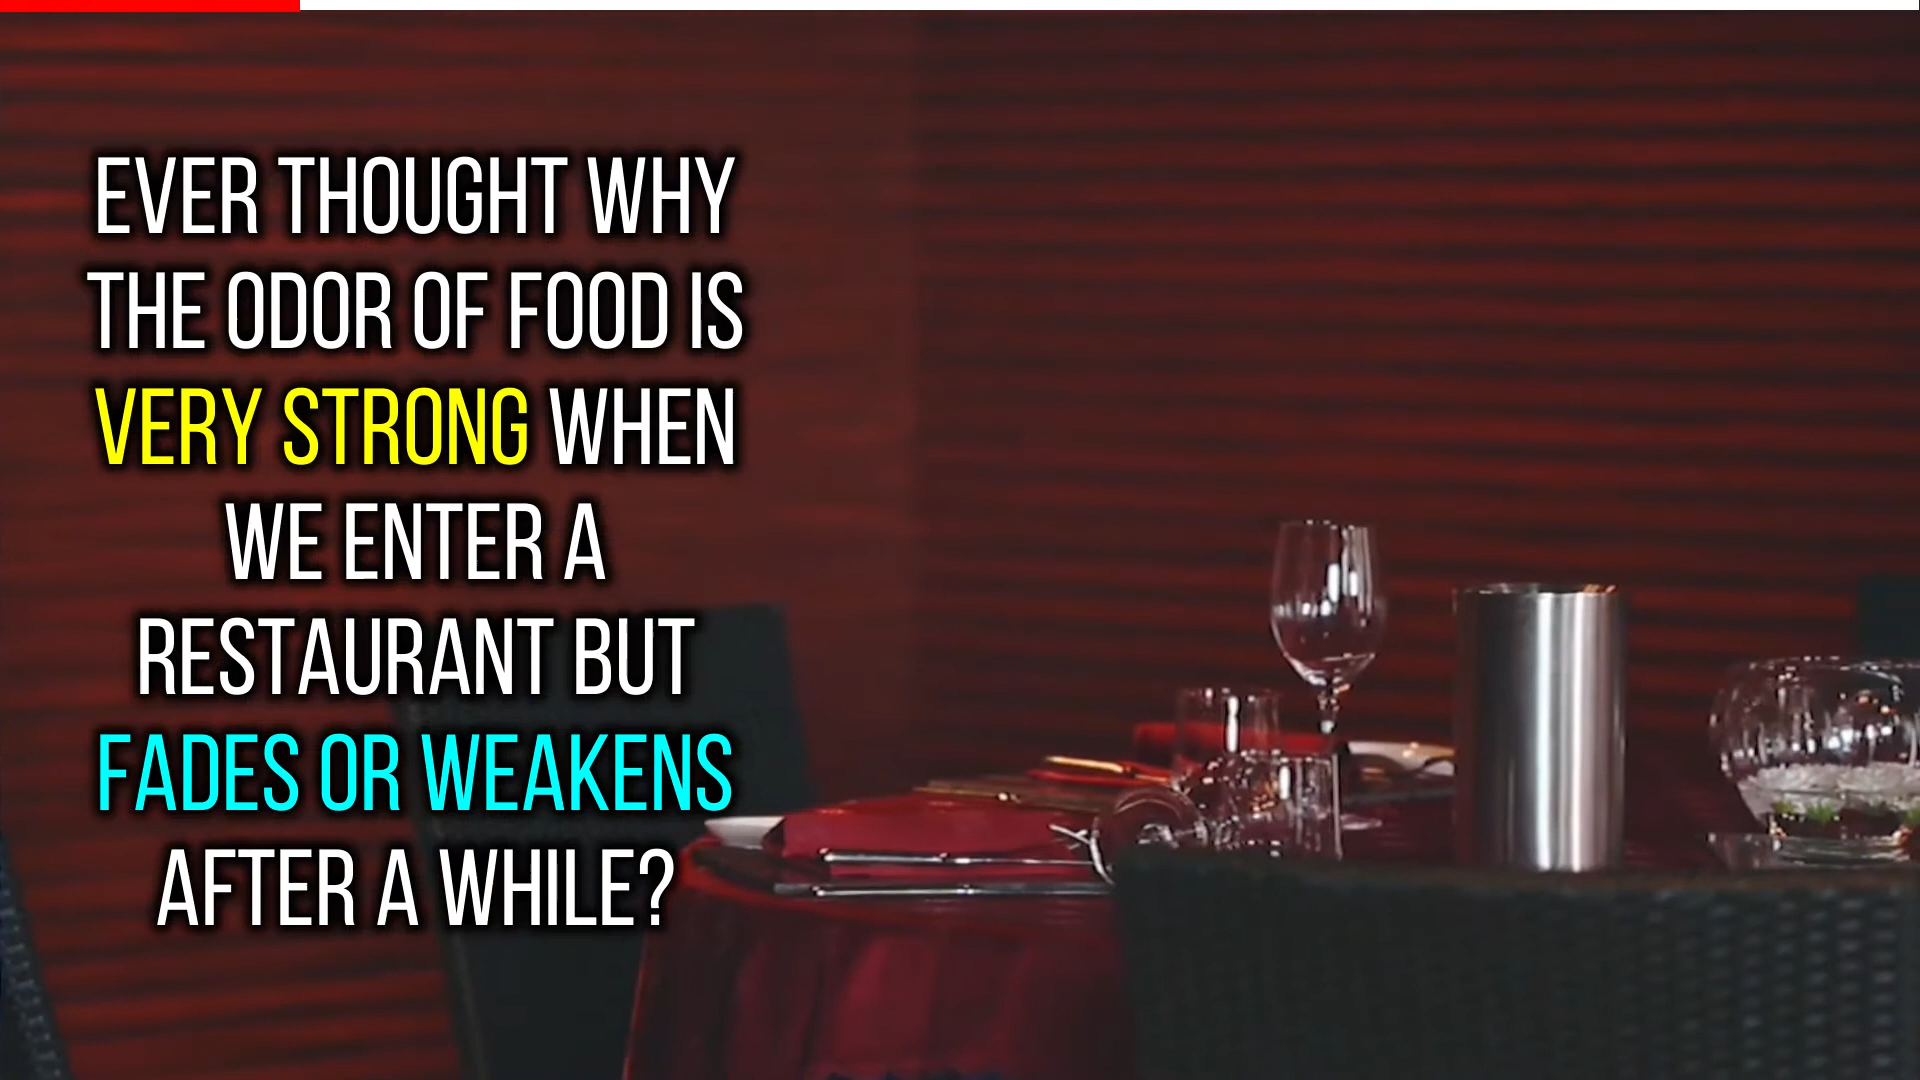 EVER THOUGHT WHY
THE ODOR OF FOOD IS
VERY STRONG WHEN
WE ENTER A
RESTAURANT BUT
FADES OR WEAKENS
AFTER A WHILE?